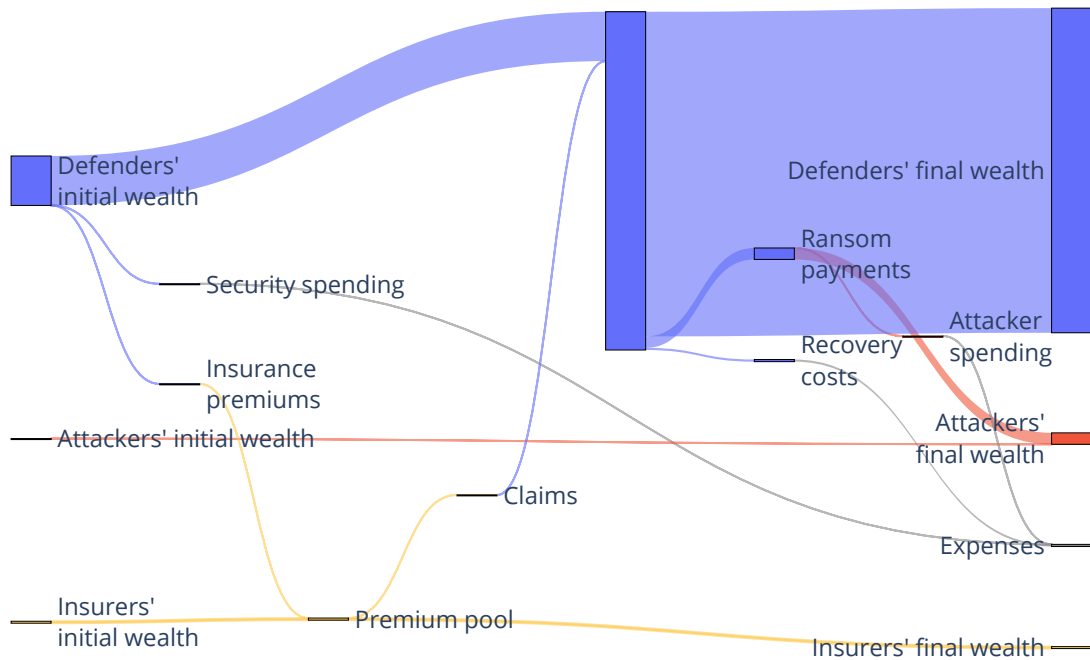 Defenders'
initial wealth
Defenders' final wealth
Ransom
payments
Security spending
Attacker
spending
Recovery
costs
Insurance
premiums
Attackers' initial wealth
Attackers'
final wealth
Claims
Expenses
Insurers'
initial wealth
Premium pool
Insurers' final wealth